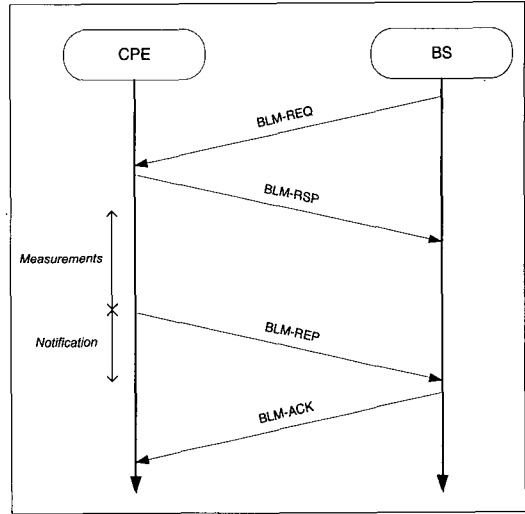 CPE
BS
BLM-REQ
BLM-RSP
Measurements
BLM-REP
Notification
BLM-ACK